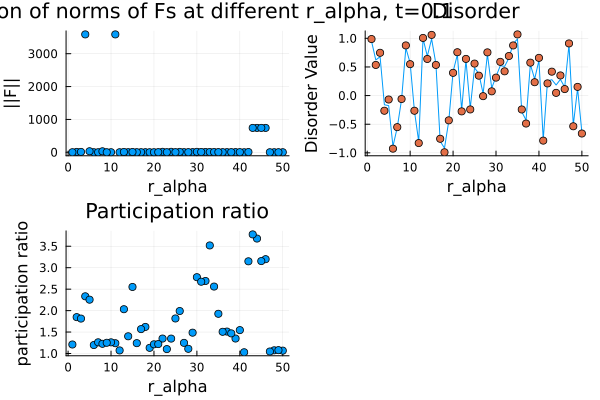 on of norms of Fs at different r_alpha, t=0.1
Disorder
||F||
3000
2000
1000
0
0 10 20 30 40 50
r_alpha
Disorder Value
1.0
0.5
0.0
−0.5
−1.0
0 10 20 30 40 50
r_alpha
Participation ratio
participation ratio
3.5
3.0
2.5
2.0
1.5
1.0
0 10 20 30 40 50
r_alpha